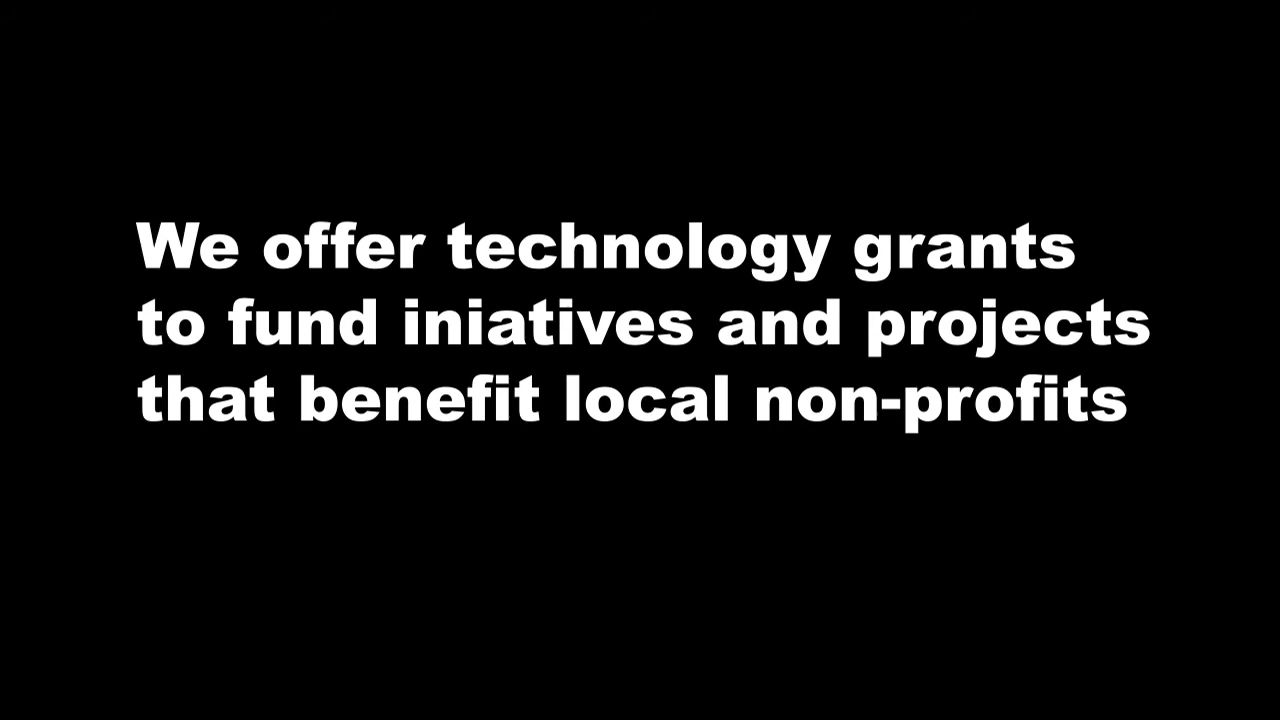 We offer technology grants
to fund iniatives and projects
that benefit local non-profits